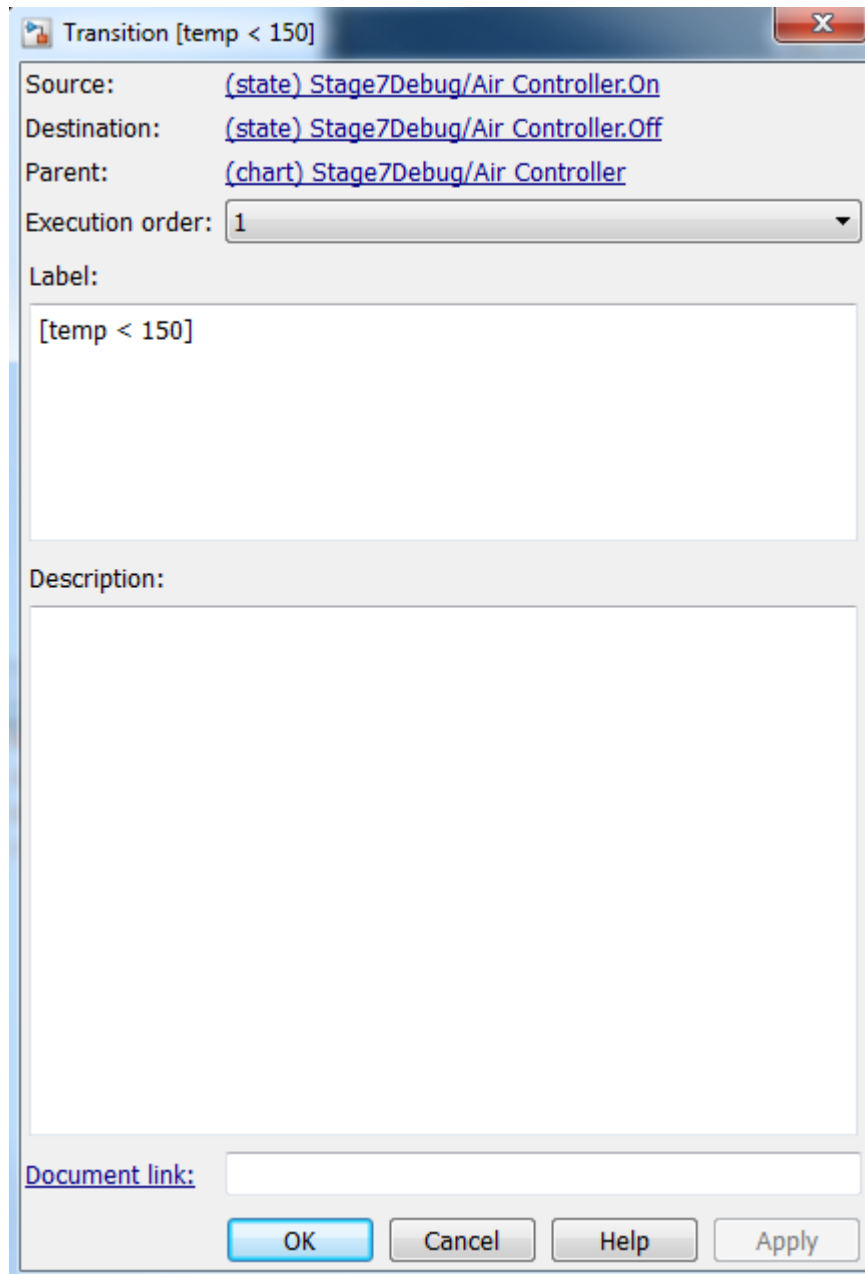 Transition [temp < 150]
Source: (state) Stage7Debug/Air Controller.On
Destination: (state) Stage7Debug/Air Controller.Off
Parent: (chart) Stage7Debug/Air Controller
Execution order: 1
Label:
[temp < 150]
Description:
Document link:
OK Cancel Help Apply